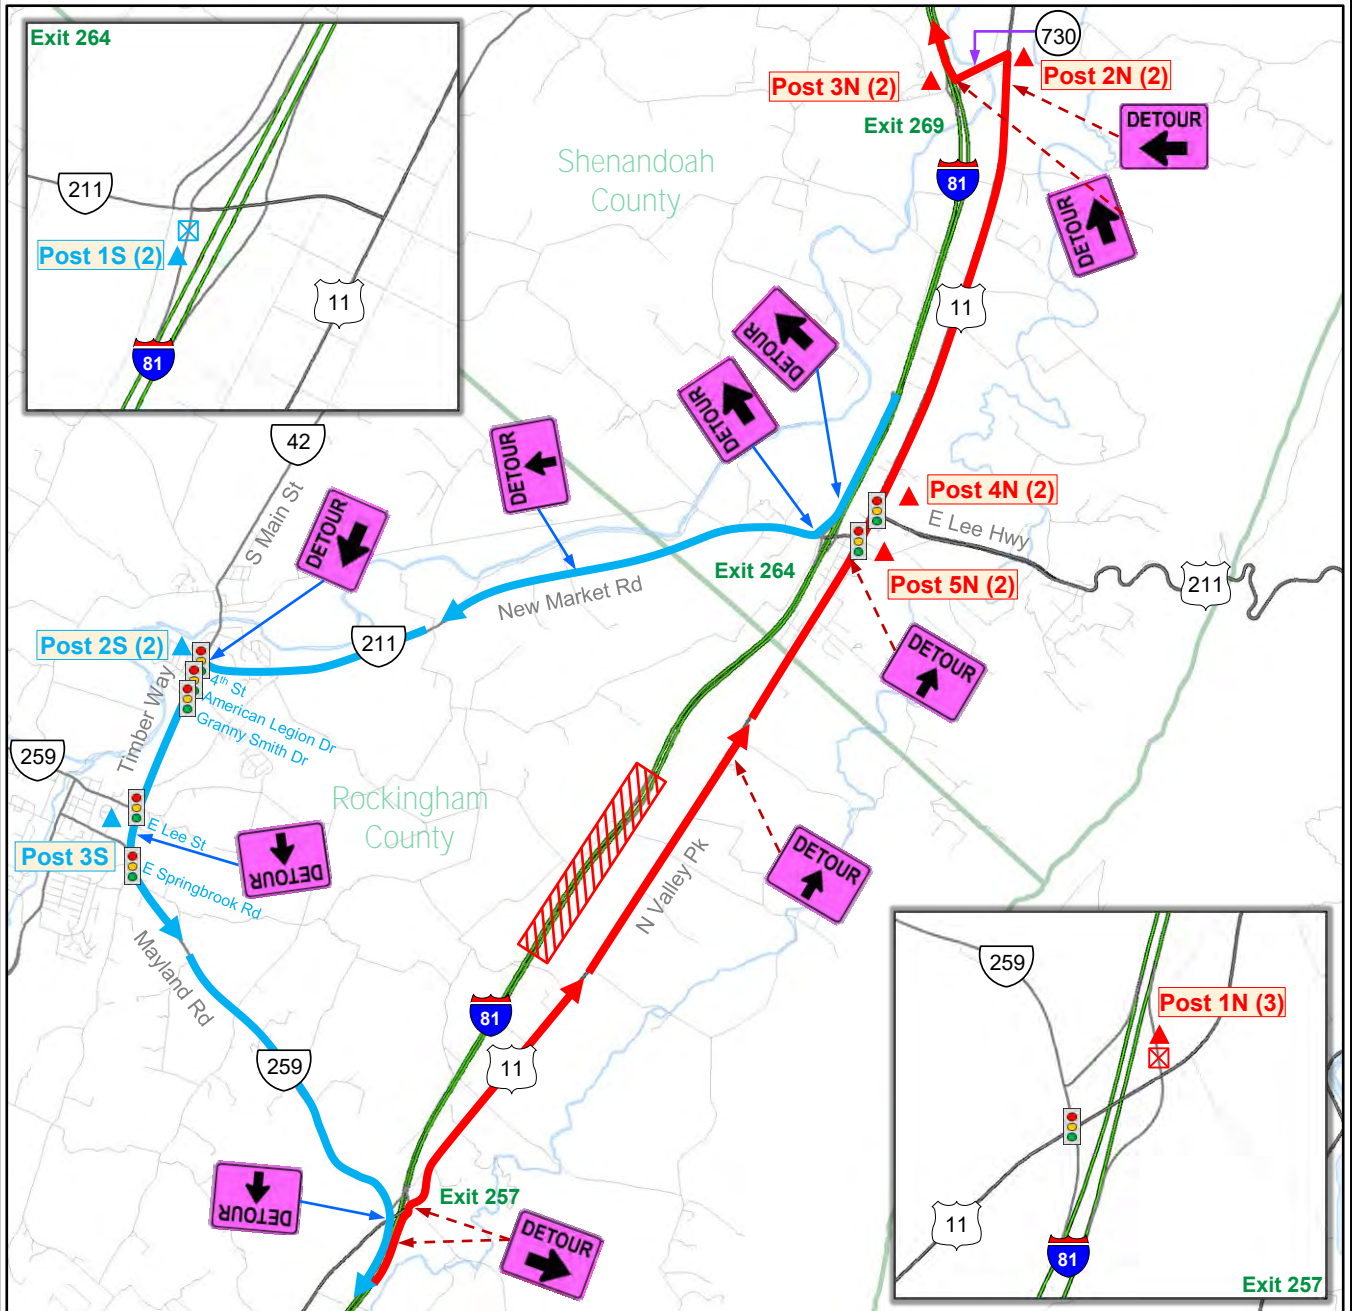 Exit 264
211
Post 1S (2)
11
81
730
Post 3N (2)
Post 2N (2)
Exit 269
DETOUR
81
Shenandoah
County
DETOUR
11
DETOUR
DETOUR
42
S Main St
DETOUR
DETOUR
Post 4N (2)
E Lee Hwy
Exit 264
Post 5N (2)
211
New Market Rd
211
DETOUR
Post 2S (2)
4th St
American Legion Dr
Granny Smith Dr
Timber Way
259
Rockingham
County
E Lee St
DETOUR
Post 3S
E Springbrook Rd
DETOUR
N Valley Pk
Mayland Rd
81
11
259
259
Post 1N (3)
11
81
Exit 257
DETOUR
Exit 257
DETOUR